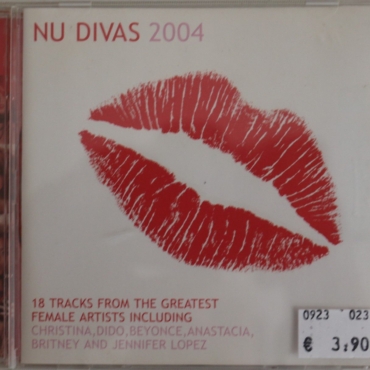 NU DIVAS 2004
18 TRACKS FROM THE GREATEST
FEMALE ARTISTS INCLUDING
CHRISTINA,DIDO,BEYONCE,ANASTACIA,
BRITNEY AND JENNIFER LOPEZ
0923 023
€ 3,90